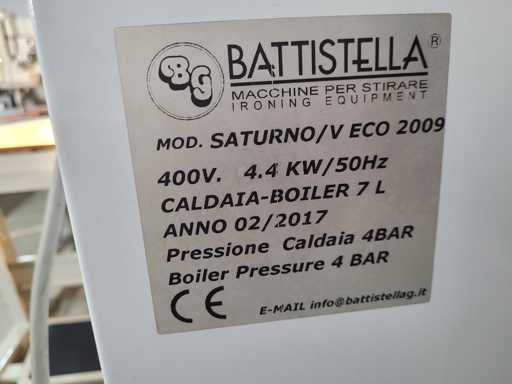 BG BATTISTELLA®
MACCHINE PER STIRARE
IRONING EQUIPMENT
MOD. SATURNO/V ECO 2009
400V. 4.4 KW/50Hz
CALDAIA-BOILER 7 L
ANNO 02/2017
Pressione Caldaia 4BAR
Boiler Pressure 4 BAR
CE E-MAIL info@battistellag.it